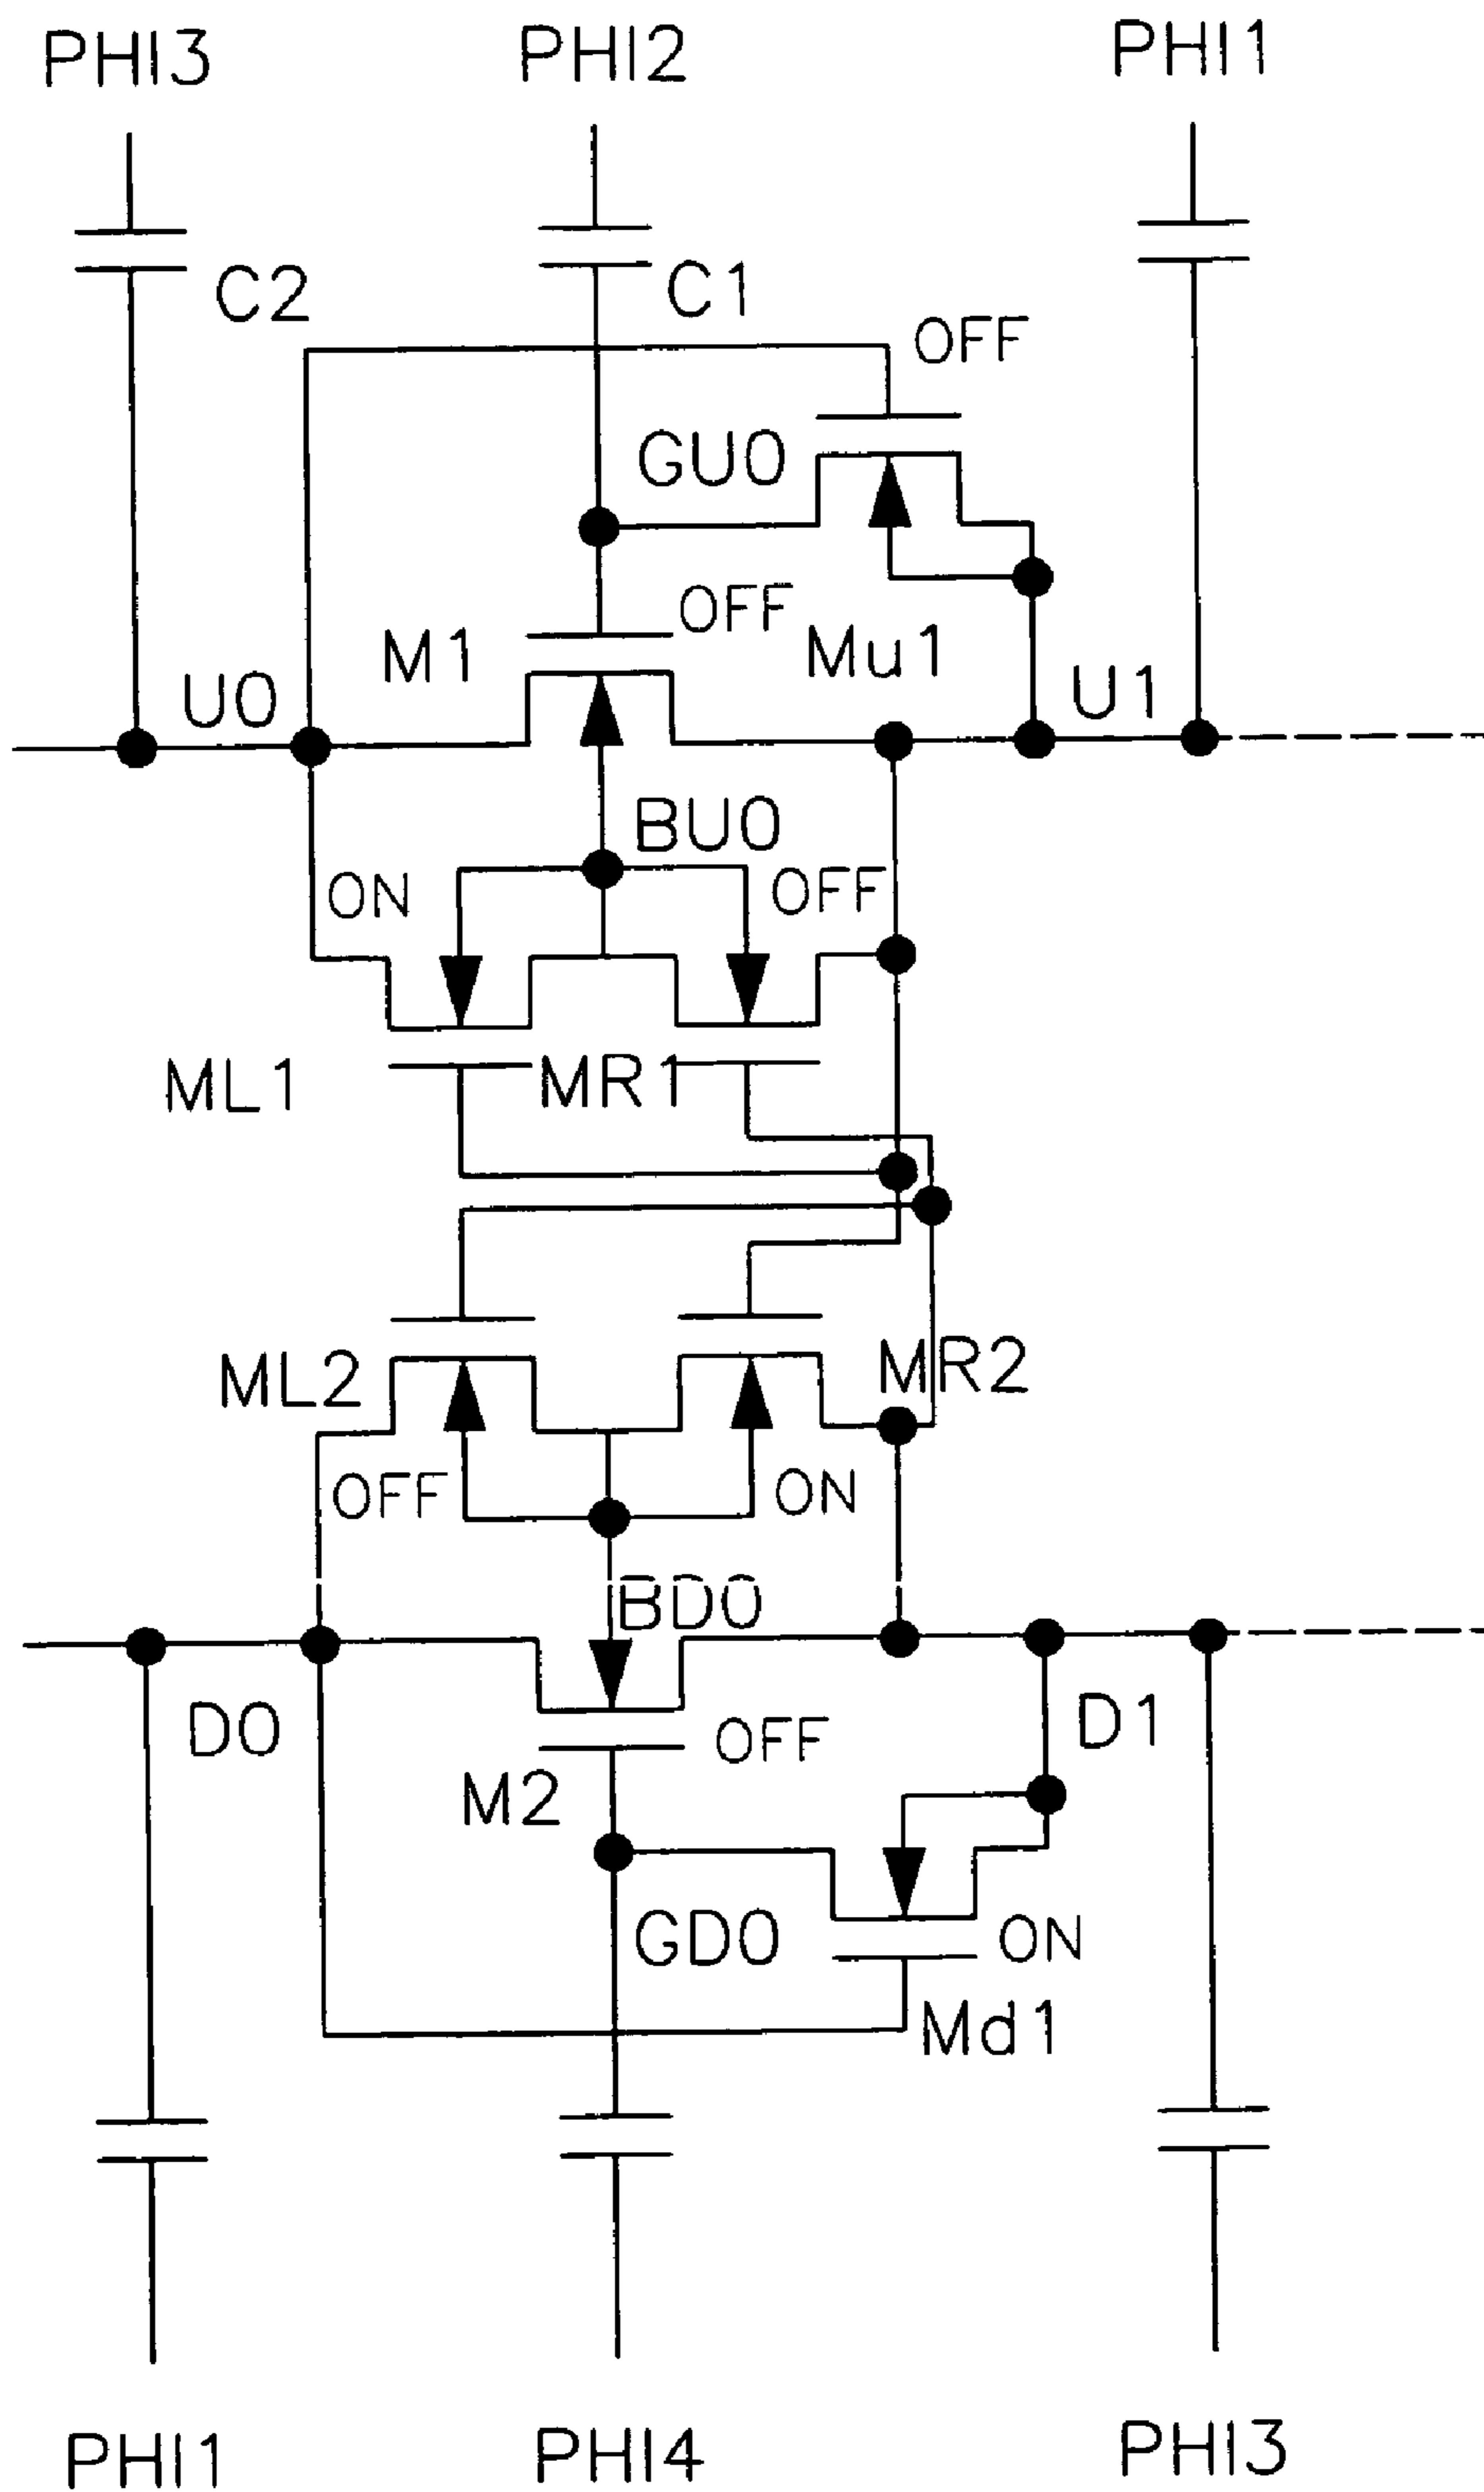 PHI3 PHI2 PHI1
C2 C1
OFF
GU0
OFF
M1 Mu1
U0 U1
BU0
ON OFF
ML1 MR1
ML2 MR2
OFF ON
BD0
D0 OFF D1
M2
GD0 ON
Md1
PHI1 PHI4 PHI3